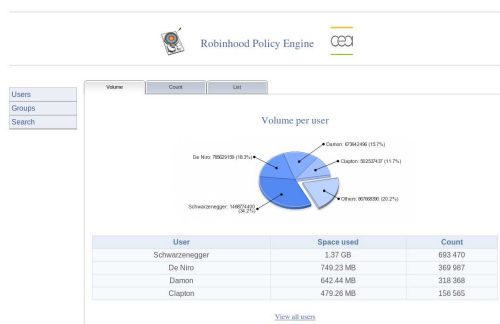 Robinhood Policy Engine
cea
Users
Groups
Search
Volume
Count
List
Volume per user
Damon: 673642496 (15.7%)
De Niro: 785629159 (18.3%)
Clapton: 502537437 (11.7%)
Others: 867668396 (20.2%)
Schwarzenegger:
(34.2%)
User Space used Count
Schwarzenegger 1.37 GB 693 470
De Niro 749.23 MB 369 987
Damon 642.44 MB 318 368
Clapton 479.26 MB 156 565
View all users